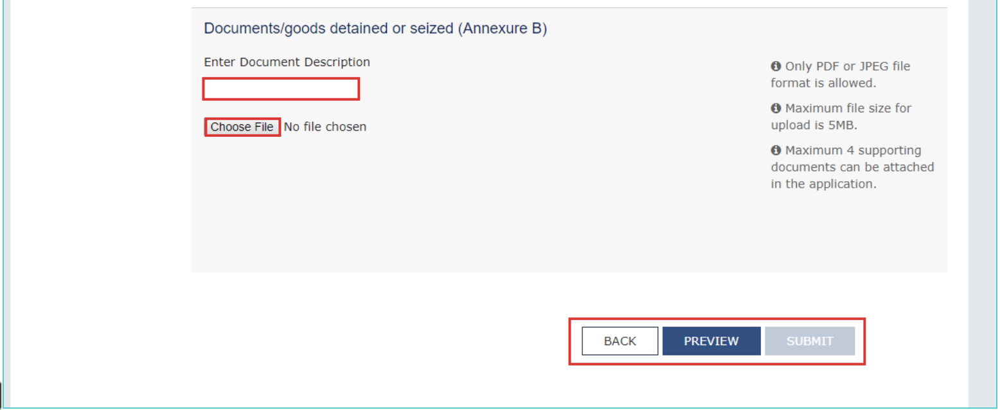 Documents/goods detained or seized (Annexure B)
Enter Document Description
Choose File No file chosen
Only PDF or JPEG file
format is allowed.
Maximum file size for
upload is 5MB.
Maximum 4 supporting
documents can be attached
in the application.
BACK PREVIEW SUBMIT